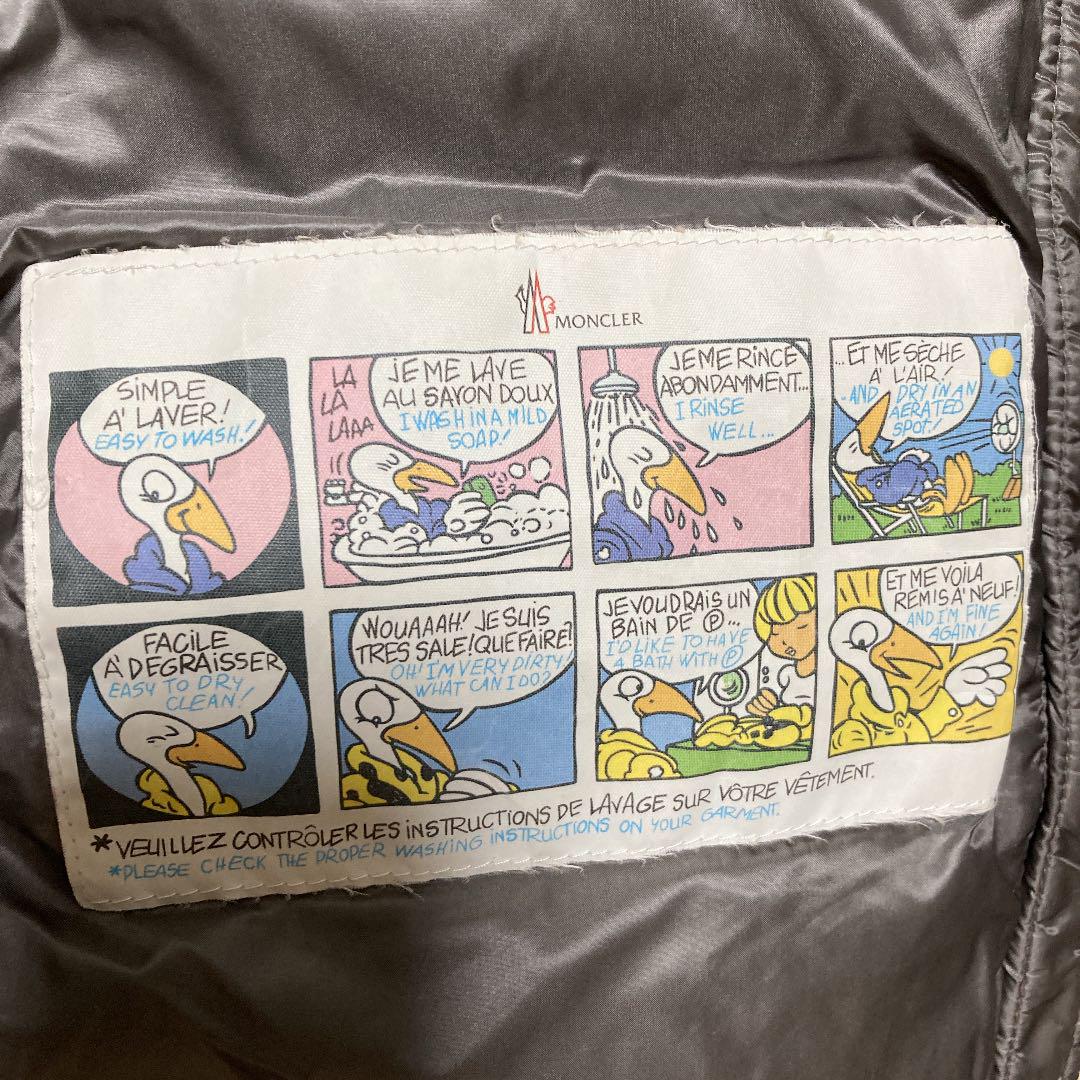 MONCLER
SIMPLE
A' LAVER!
EASY TO WASH!
LA
LÀ
LAAA
JE ME LAVE
AU SAVON DOUX
I WASH IN A MILD
SOAP!
JE ME RINCE
ABONDAMMENT...
I RINSE
WELL...
...ET ME SÈCHE
A' L'AIR!
-AND DRY IN AN
AERATED
SPOT!
FACILE
A' DEGRAISSER
EASY TO DRY
CLEAN!
WOUAAAH! JE SUIS
TRES SALE! QUE FAIRE?
OH! I'M VERY DIRTY!
WHAT CAN I DO?
JE VOUDRAIS UN
BAIN DE Ⓟ...
I'D LIKE TO HAVE
A BATH WITH Ⓟ
ET ME VOILA
REMIS A' NEUF!
AND I'M FINE
AGAIN!
*VEUILLEZ CONTRÔLER LES INSTRUCTIONS DE LAVAGE SUR VÔTRE VÊTEMENT.
*PLEASE CHECK THE PROPER WASHING INSTRUCTIONS ON YOUR GARMENT.